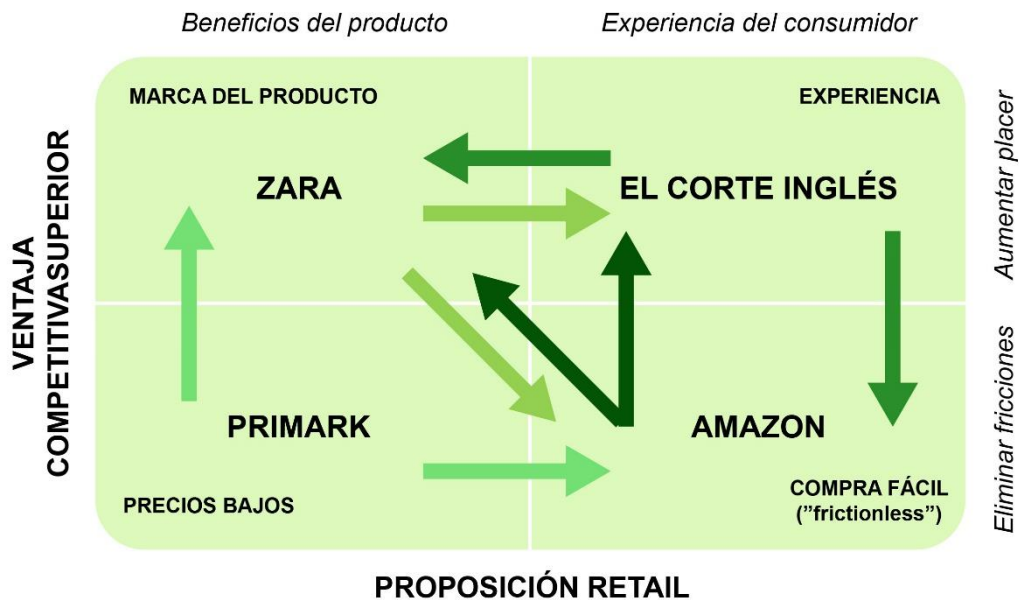 Beneficios del producto
Experiencia del consumidor
MARCA DEL PRODUCTO
EXPERIENCIA
ZARA
EL CORTE INGLÉS
Aumentar placer
VENTAJA
COMPETITIVASUPERIOR
PRIMARK
AMAZON
PRECIOS BAJOS
COMPRA FÁCIL
(”frictionless”)
Eliminar fricciones
PROPOSICIÓN RETAIL